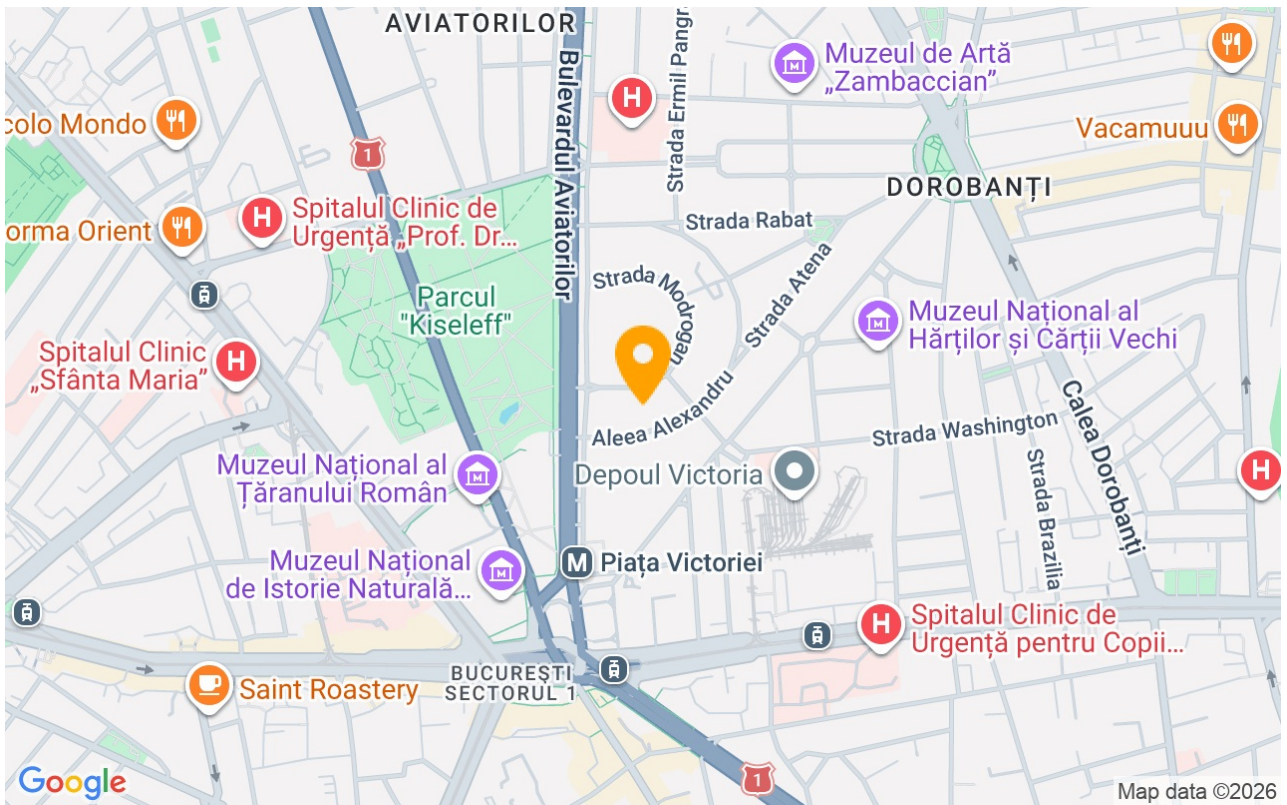 AVIATORILOR
Bulevardul Aviatorilor
Strada Ermil Pangr
Muzeul de Artă
„Zambaccian”
colo Mondo
Vacamuuu
1
H
DOROBANȚI
Spitalul Clinic de
Urgență „Prof. Dr...
H
orma Orient
Strada Rabat
Strada Modrogan
Strada Atena
Parcul
"Kiseleff"
Muzeul Național al
Hărților și Cărții Vechi
Spitalul Clinic
„Sfânta Maria”
H
Aleea Alexandru
Strada Washington
Calea Dorobanți
Strada Brazilia
Muzeul Național al
Țăranului Român
Depoul Victoria
H
Muzeul Național
de Istorie Naturală...
M
Piața Victoriei
H
Spitalul Clinic de
Urgență pentru Copii...
BUCUREȘTI
SECTORUL 1
Saint Roastery
1
Google
Map data ©2026